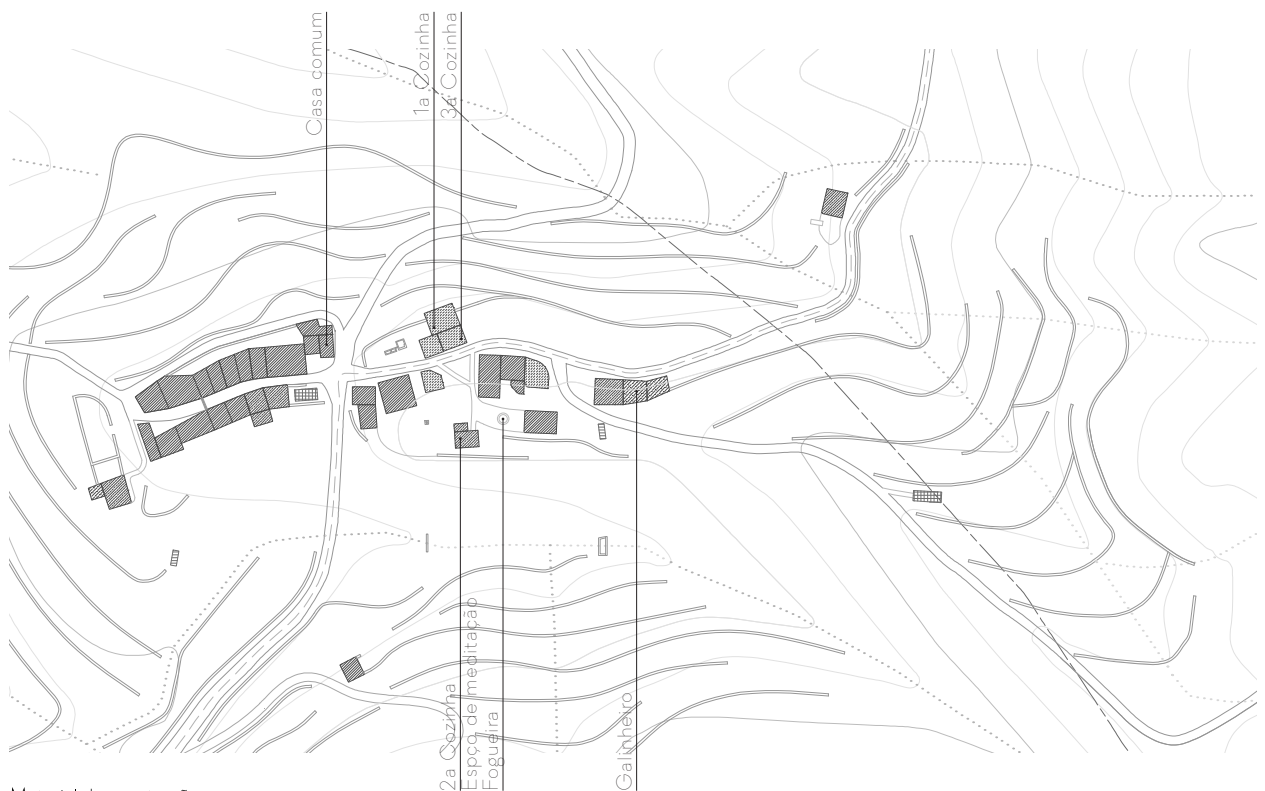 Casa comum
1a Cozinha
3a Cozinha
2a Cozinha
Espço de meditação
Fogueira
Galinheiro